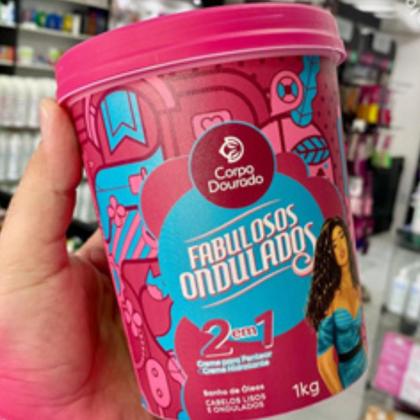 Corpo
Dourado
FABULOSOS
ONDULADOS
2 em 1
Creme para Pentear
Creme Hidratante
Banho de Óleos
CABELOS LISOS
E ONDULADOS
1kg